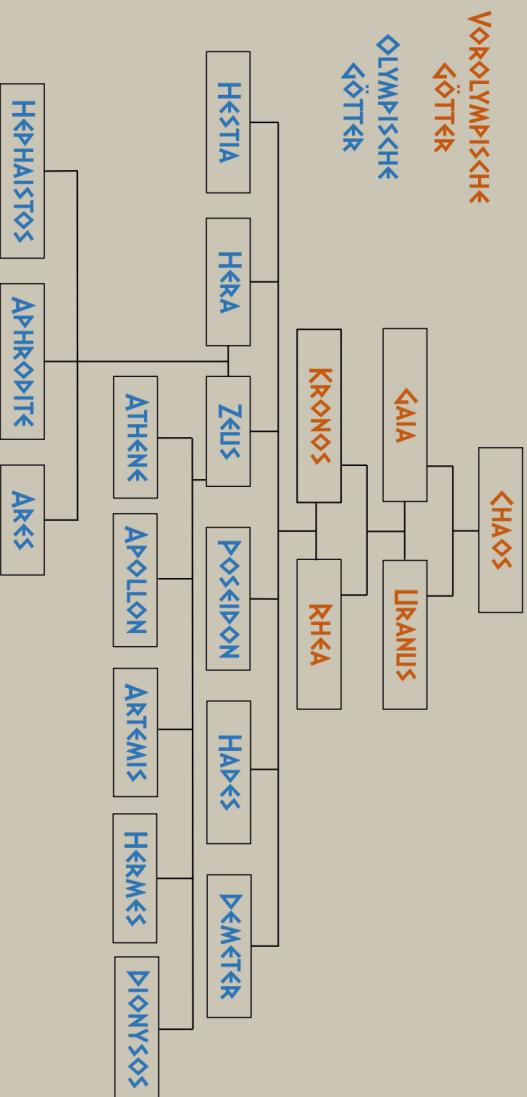 VOROLYMPISCHE
GÖTTER
OLYMPISCHE
GÖTTER
CHAOS
GAIA
URANUS
KRONOS
RHEA
HESTIA
HERA
ZEUS
POSEIDON
HADES
DEMETER
ATHENE
APOLLON
ARTEMIS
HERMES
DIONYSOS
HEPHAISTOS
APHRODITE
ARES